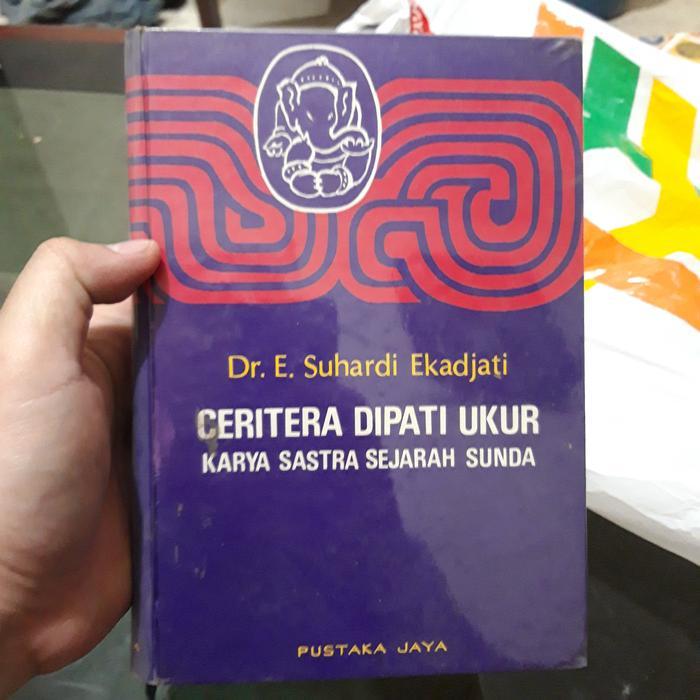 Dr. E. Suhardi Ekadjati
CERITERA DIPATI UKUR
KARYA SASTRA SEJARAH SUNDA
PUSTAKA JAYA